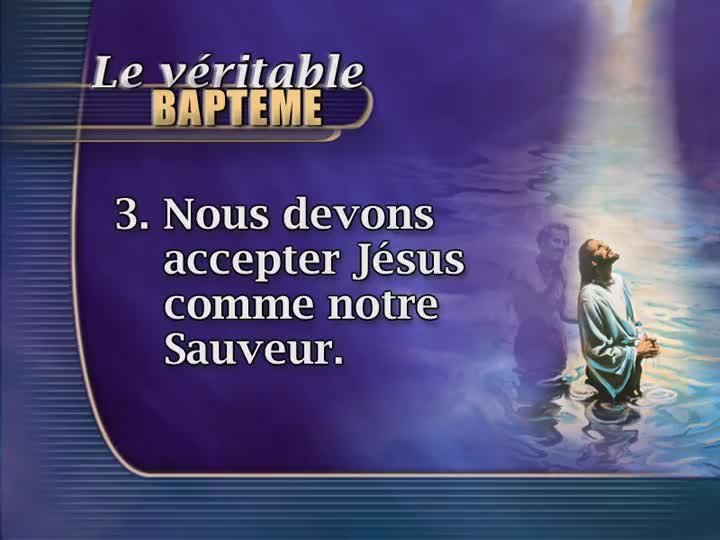 Le véritable
BAPTEME
3. Nous devons
accepter Jésus
comme notre
Sauveur.